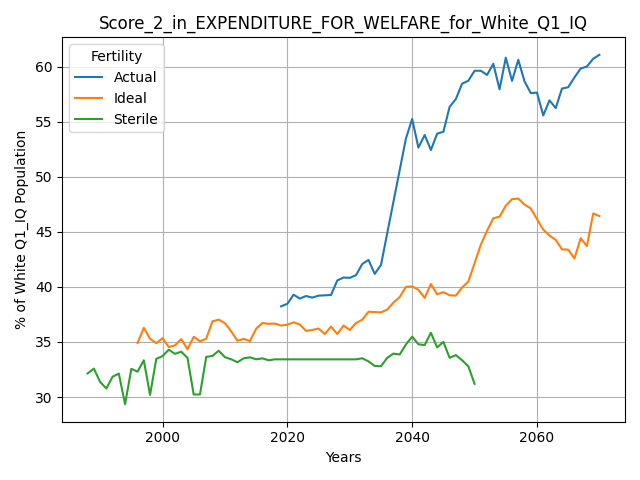 Score_2_in_EXPENDITURE_FOR_WELFARE_for_White_Q1_IQ
Fertility
Actual
Ideal
Sterile
% of White Q1_IQ Population
60
55
50
45
40
35
30
2000
2020
2040
2060
Years